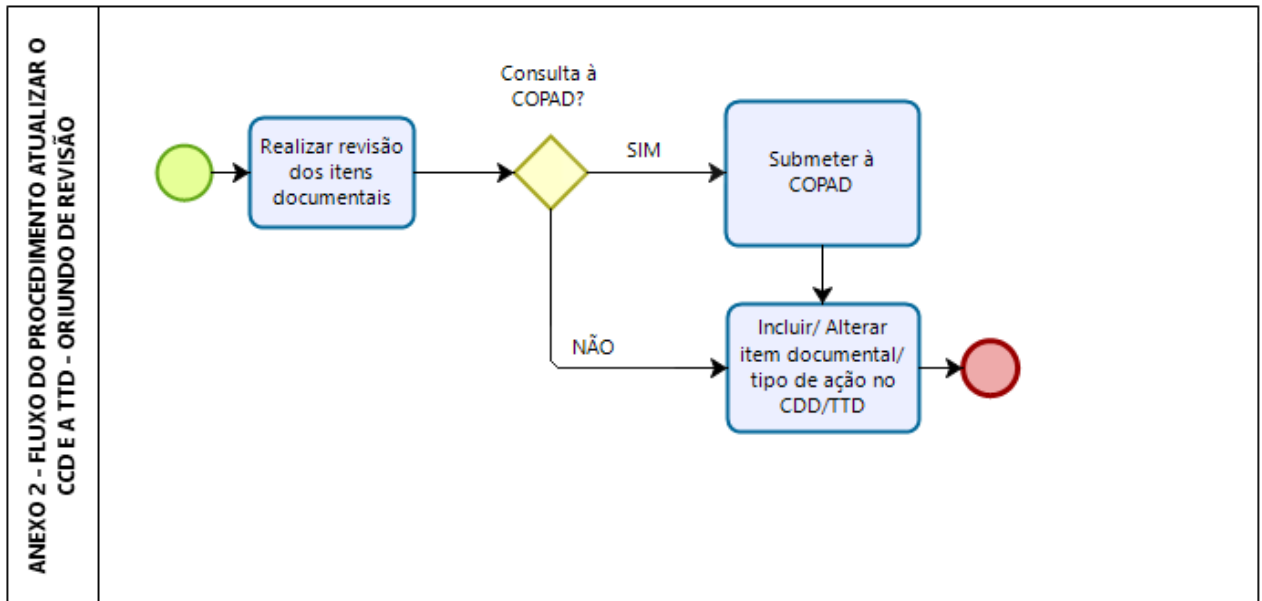 ANEXO 2 - FLUXO DO PROCEDIMENTO ATUALIZAR O
CCD E A TTD - ORIUNDO DE REVISÃO
Realizar revisão
dos itens
documentais
Consulta à
COPAD?
SIM
Submeter à
COPAD
NÃO
Incluir/ Alterar
item documental/
tipo de ação no
CDD/TTD